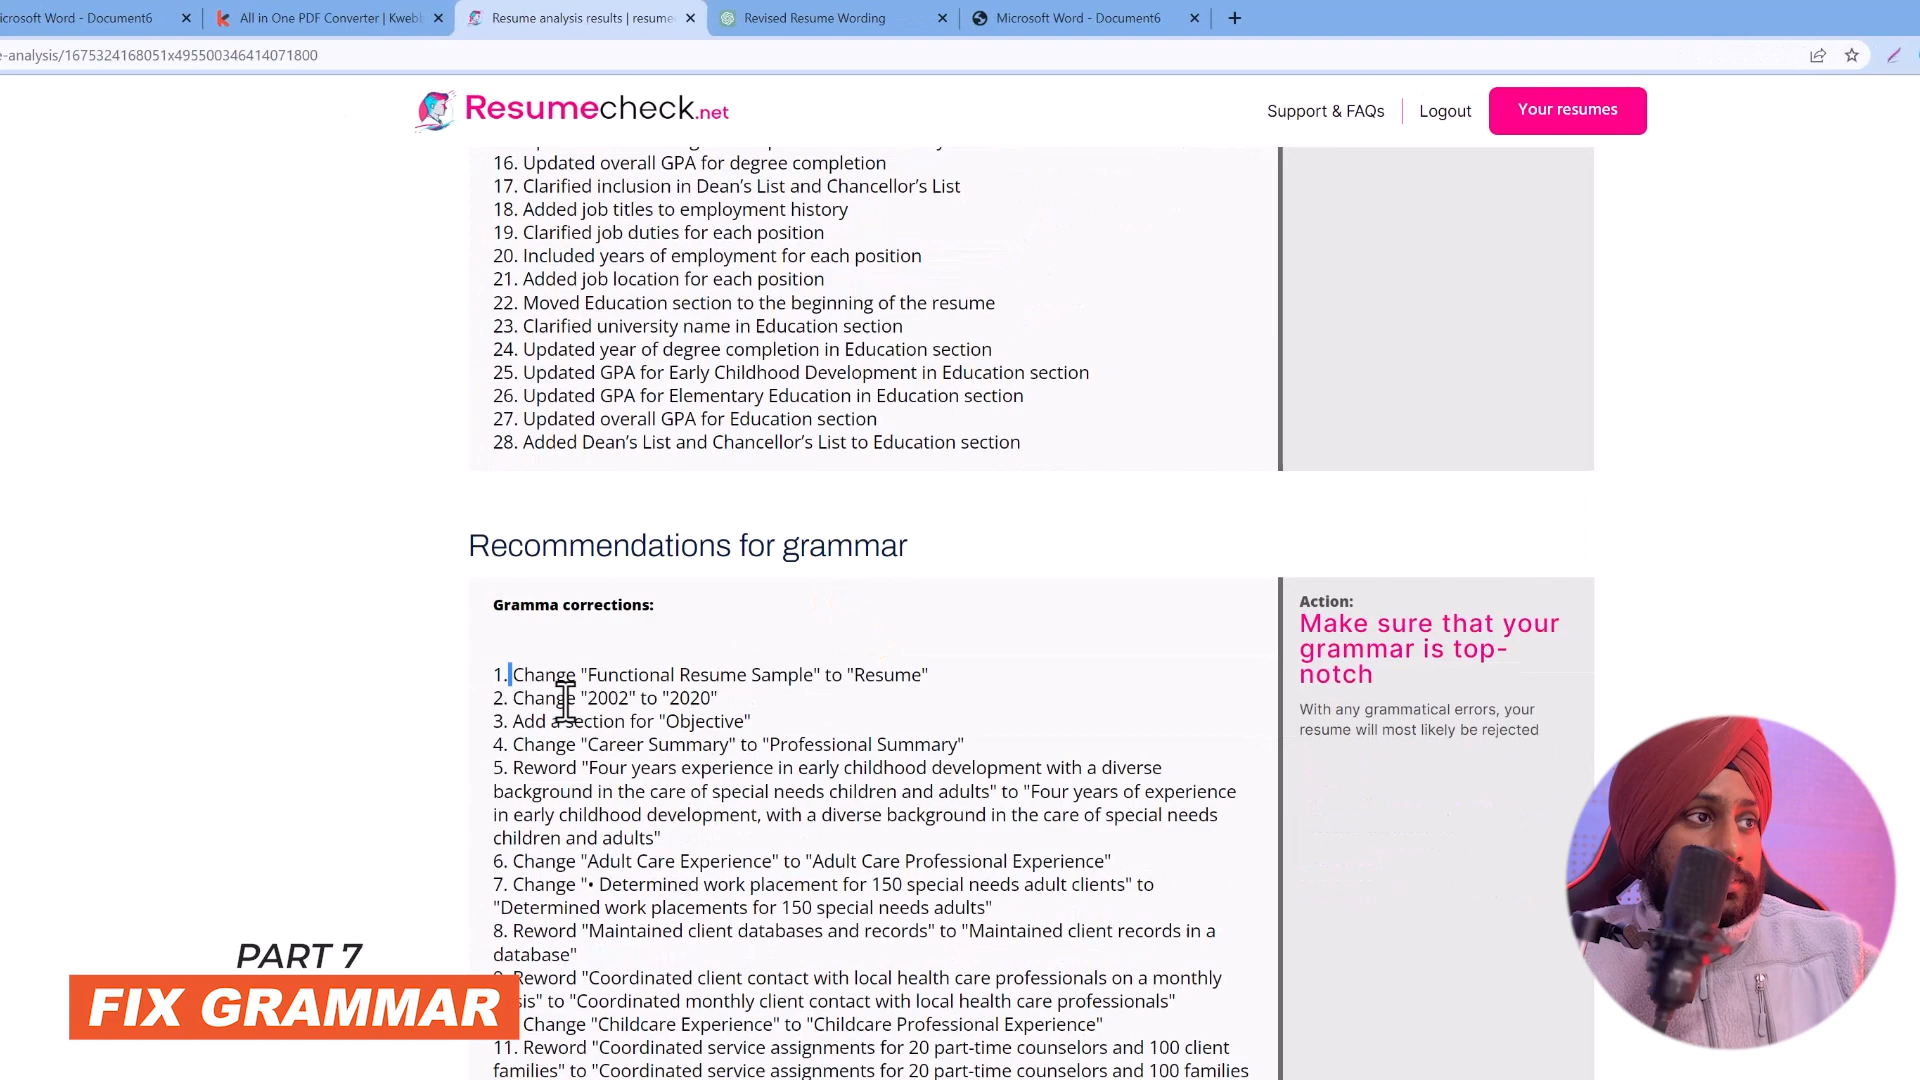 Microsoft Word - Document6
All in One PDF Converter | Kwebb
Resume analysis results | resume
Revised Resume Wording
Microsoft Word - Document6
e-analysis/1675324168051x495500346414071800
Resumecheck.net
Support & FAQs
Logout
Your resumes
16. Updated overall GPA for degree completion
17. Clarified inclusion in Dean's List and Chancellor's List
18. Added job titles to employment history
19. Clarified job duties for each position
20. Included years of employment for each position
21. Added job location for each position
22. Moved Education section to the beginning of the resume
23. Clarified university name in Education section
24. Updated year of degree completion in Education section
25. Updated GPA for Early Childhood Development in Education section
26. Updated GPA for Elementary Education in Education section
27. Updated overall GPA for Education section
28. Added Dean's List and Chancellor's List to Education section
Recommendations for grammar
Gramma corrections:
1. Change "Functional Resume Sample" to "Resume"
2. Change "2002" to "2020"
3. Add a section for "Objective"
4. Change "Career Summary" to "Professional Summary"
5. Reword "Four years experience in early childhood development with a diverse
background in the care of special needs children and adults" to "Four years of experience
in early childhood development, with a diverse background in the care of special needs
children and adults"
6. Change "Adult Care Experience" to "Adult Care Professional Experience"
7. Change "• Determined work placement for 150 special needs adult clients" to
"Determined work placements for 150 special needs adults"
8. Reword "Maintained client databases and records" to "Maintained client records in a
database"
Reword "Coordinated client contact with local health care professionals on a monthly
sis" to "Coordinated monthly client contact with local health care professionals"
Change "Childcare Experience" to "Childcare Professional Experience"
11. Reword "Coordinated service assignments for 20 part-time counselors and 100 client
families" to "Coordinated service assignments for 20 part-time counselors and 100 families
Action:
Make sure that your
grammar is top-
notch
With any grammatical errors, your
resume will most likely be rejected
PART 7
FIX GRAMMAR